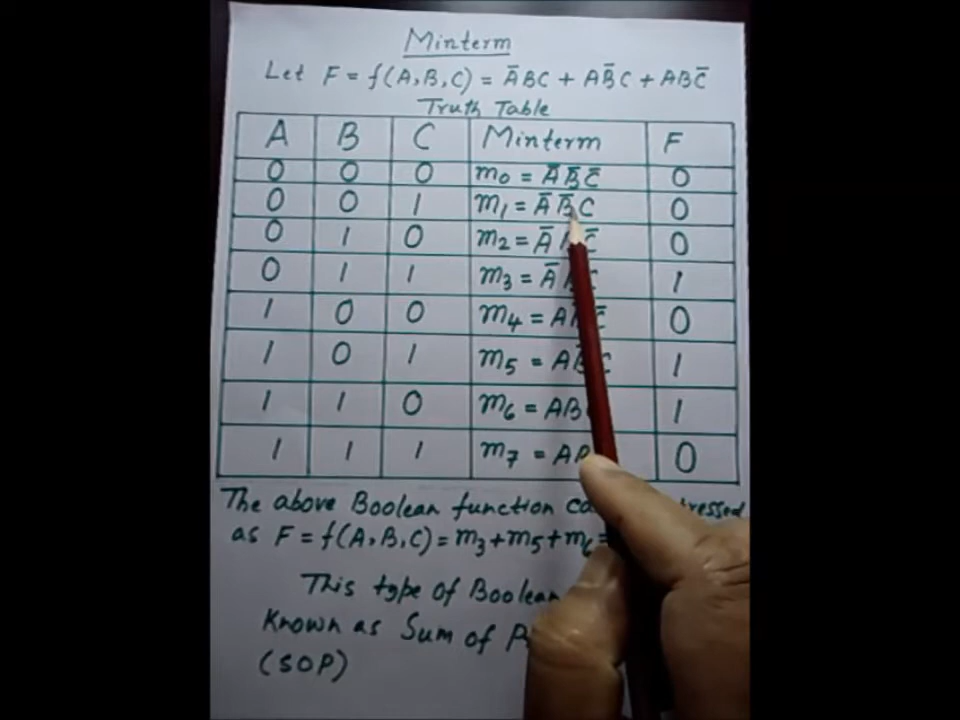 Minterm
Let F = f(A,B,C) = A̅BC + AB̅C + ABC̅
Truth Table
A B C Minterm F
0 0 0 m₀ = A̅ B̅ C̅ 0
0 0 1 m₁ = A̅ B̅ C 0
0 1 0 m₂ = A̅ C̅ 0
0 1 1 m₃ = A̅ C 1
1 0 0 m₄ = A C̅ 0
1 0 1 m₅ = A B̅ C 1
1 1 0 m₆ = AB 1
1 1 1 m₇ = AB 0
The above Boolean function
as F = f(A,B,C) = m₃+m₅+m₆ =
This type of Boolean
Known as Sum of
(SOP)